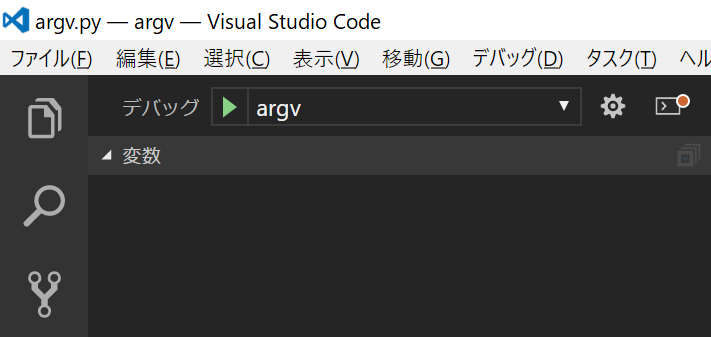 argv.py — argv — Visual Studio Code
ファイル(F) 編集(E) 選択(C) 表示(V) 移動(G) デバッグ(D) タスク(T) ヘル
デバッグ argv
変数